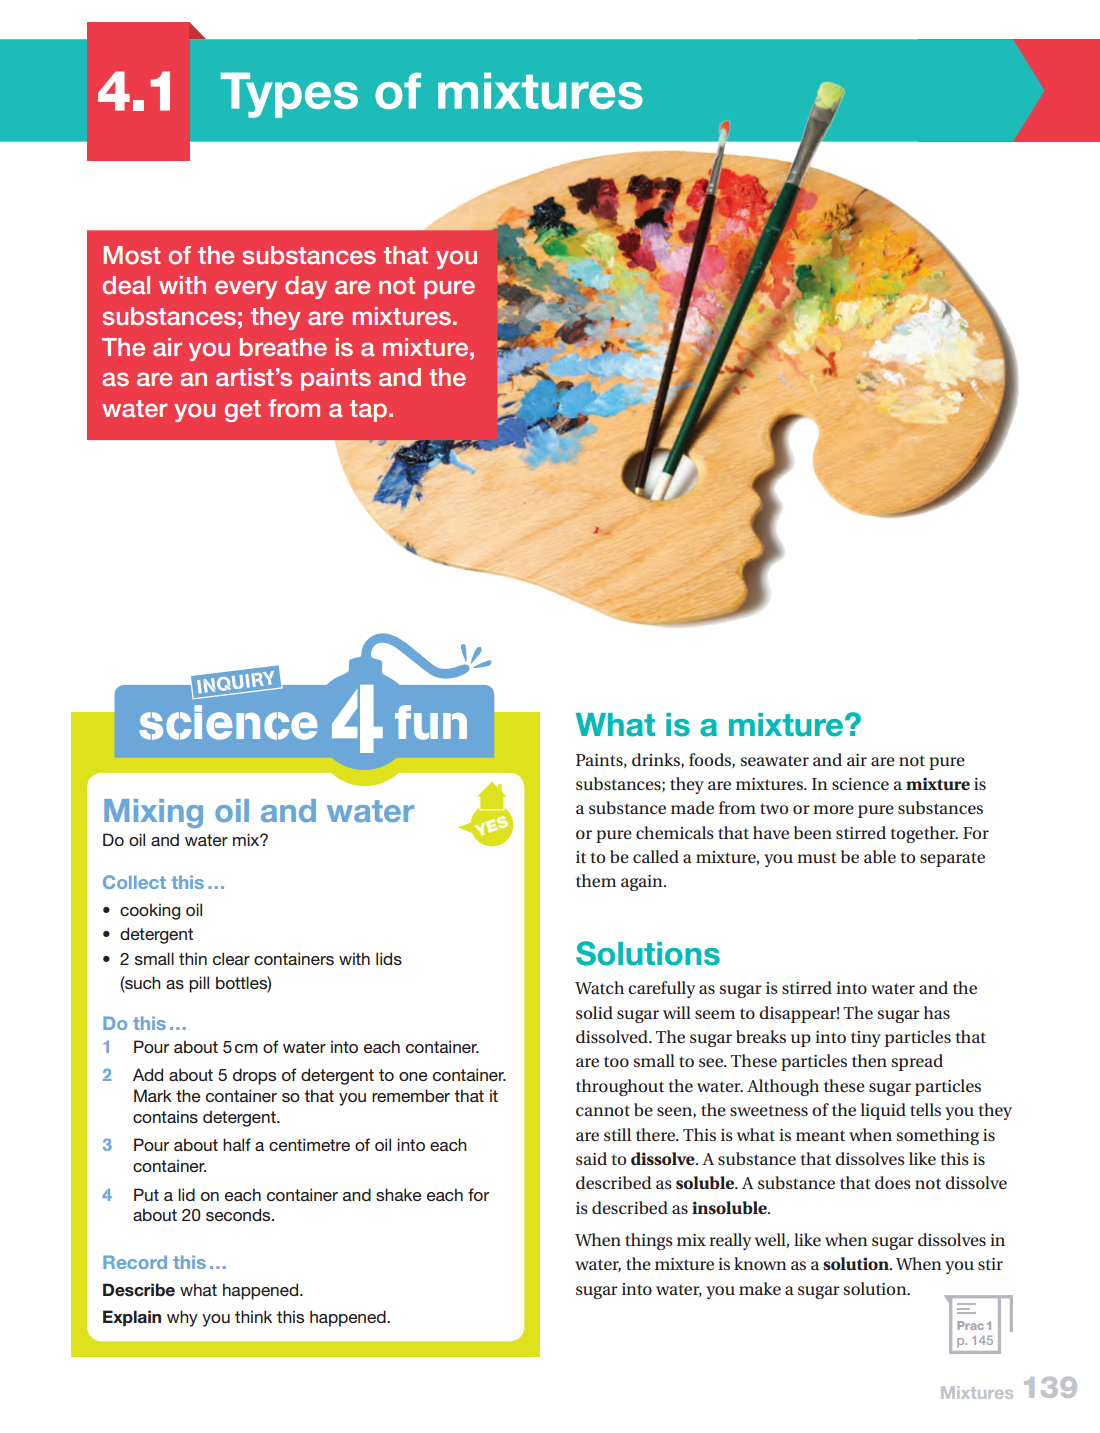 4.1 Types of mixtures
Most of the substances that you
deal with every day are not pure
substances; they are mixtures.
The air you breathe is a mixture,
as are an artist's paints and the
water you get from a tap.
INQUIRY
science 4 fun
Mixing oil and water
YES
Do oil and water mix?
Collect this...
• cooking oil
• detergent
• 2 small thin clear containers with lids
(such as pill bottles)
Do this...
1 Pour about 5 cm of water into each container.
2 Add about 5 drops of detergent to one container.
Mark the container so that you remember that it
contains detergent.
3 Pour about half a centimetre of oil into each
container.
4 Put a lid on each container and shake each for
about 20 seconds.
Record this...
Describe what happened.
Explain why you think this happened.
What is a mixture?
Paints, drinks, foods, seawater and air are not pure
substances; they are mixtures. In science a mixture is
a substance made from two or more pure substances
or pure chemicals that have been stirred together. For
it to be called a mixture, you must be able to separate
them again.
Solutions
Watch carefully as sugar is stirred into water and the
solid sugar will seem to disappear! The sugar has
dissolved. The sugar breaks up into tiny particles that
are too small to see. These particles then spread
throughout the water. Although these sugar particles
cannot be seen, the sweetness of the liquid tells you they
are still there. This is what is meant when something is
said to dissolve. A substance that dissolves like this is
described as soluble. A substance that does not dissolve
is described as insoluble.
When things mix really well, like when sugar dissolves in
water, the mixture is known as a solution. When you stir
sugar into water, you make a sugar solution.
Prac 1
p. 145
Mixtures 139